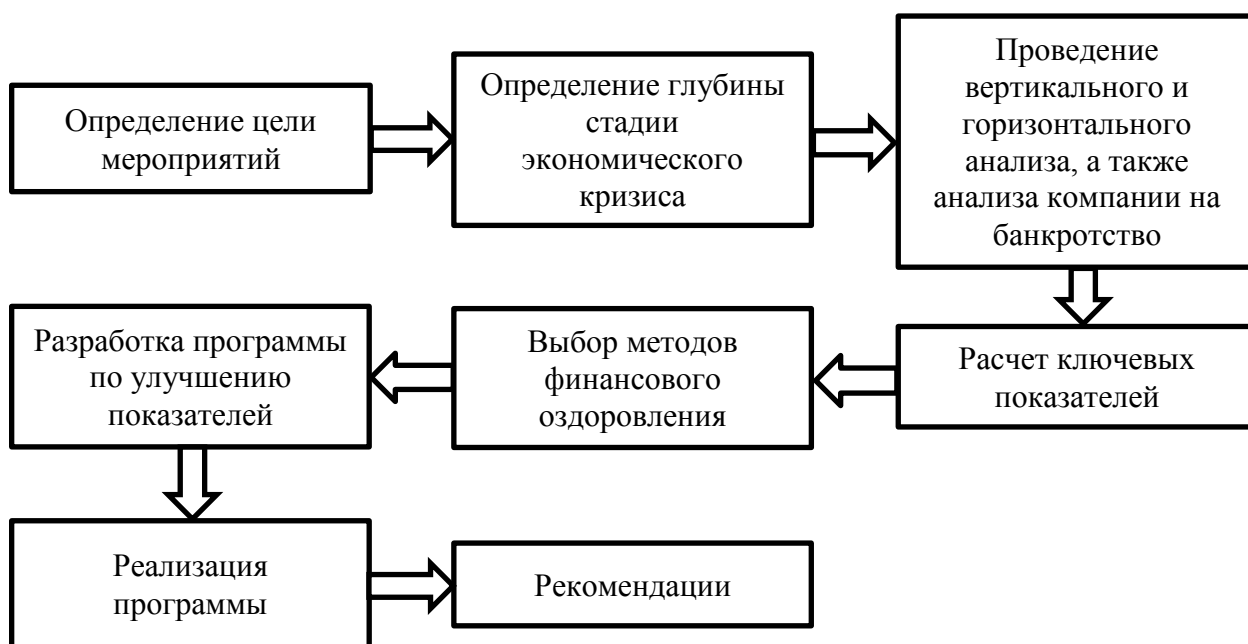 Определение цели
мероприятий
Определение глубины
стадии
экономического
кризиса
Проведение
вертикального и
горизонтального
анализа, а также
анализа компании на
банкротство
Расчет ключевых
показателей
Выбор методов
финансового
оздоровления
Разработка программы
по улучшению
показателей
Реализация
программы
Рекомендации